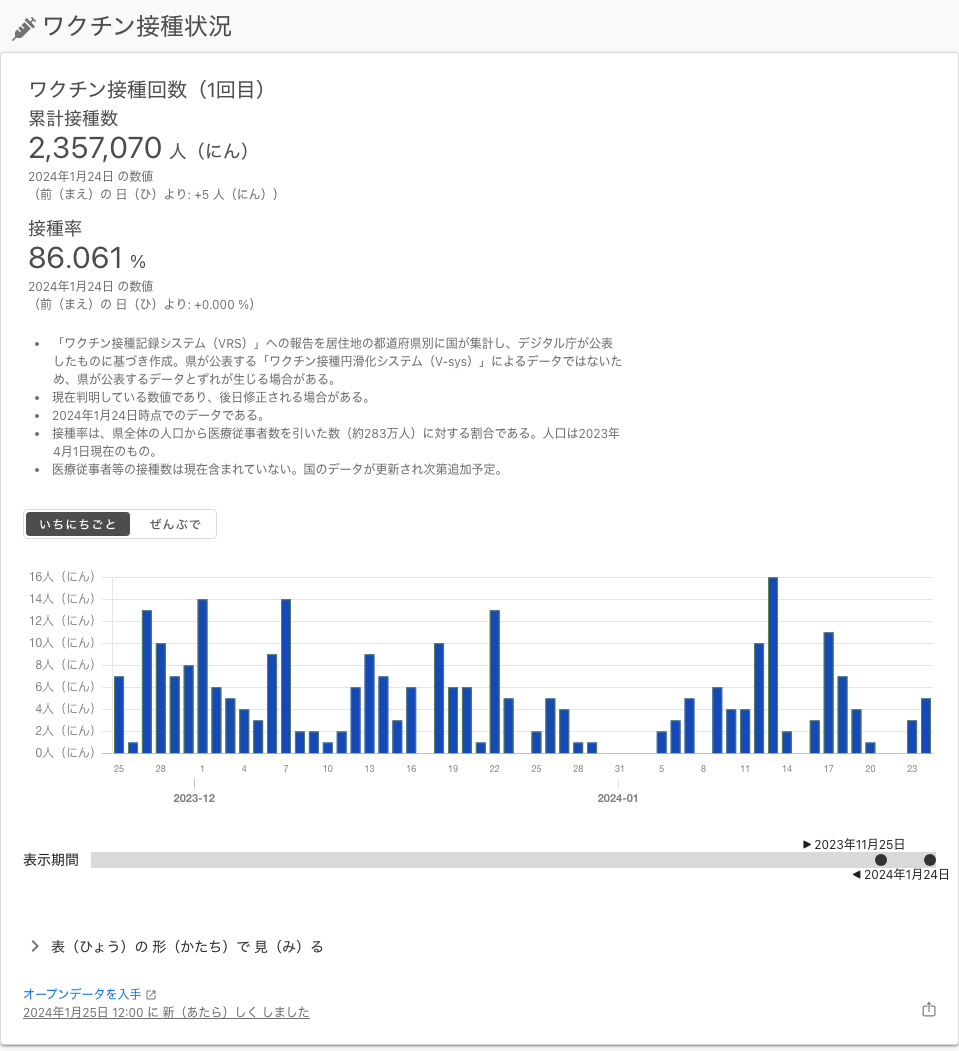 ワクチン接種状況
ワクチン接種回数（1回目）
累計接種数
2,357,070 人（にん）
2024年1月24日 の数値
（前（まえ）の 日（ひ）より: +5 人（にん））
接種率
86.061 %
2024年1月24日 の数値
（前（まえ）の 日（ひ）より: +0.000 %）
「ワクチン接種記録システム（VRS）」への報告を居住地の都道府県別に国が集計し、デジタル庁が公表
したものに基づき作成。県が公表する「ワクチン接種円滑化システム（V-sys）」によるデータではないた
め、県が公表するデータとずれが生じる場合がある。
現在判明している数値であり、後日修正される場合がある。
2024年1月24日時点でのデータである。
接種率は、県全体の人口から医療従事者数を引いた数（約283万人）に対する割合である。人口は2023年
4月1日現在のもの。
医療従事者等の接種数は現在含まれていない。国のデータが更新され次第追加予定。
いちにちごと ぜんぶで
16人（にん）
14人（にん）
12人（にん）
10人（にん）
8人（にん）
6人（にん）
4人（にん）
2人（にん）
0人（にん）
25 28 1 4 7 10 13 16 19 22 25 28 31 5 8 11 14 17 20 23
2023-12 2024-01
2023年11月25日
表示期間
2024年1月24日
表（ひょう）の 形（かたち）で 見（み）る
オープンデータを入手
2024年1月25日 12:00 に 新（あたら）しく しました